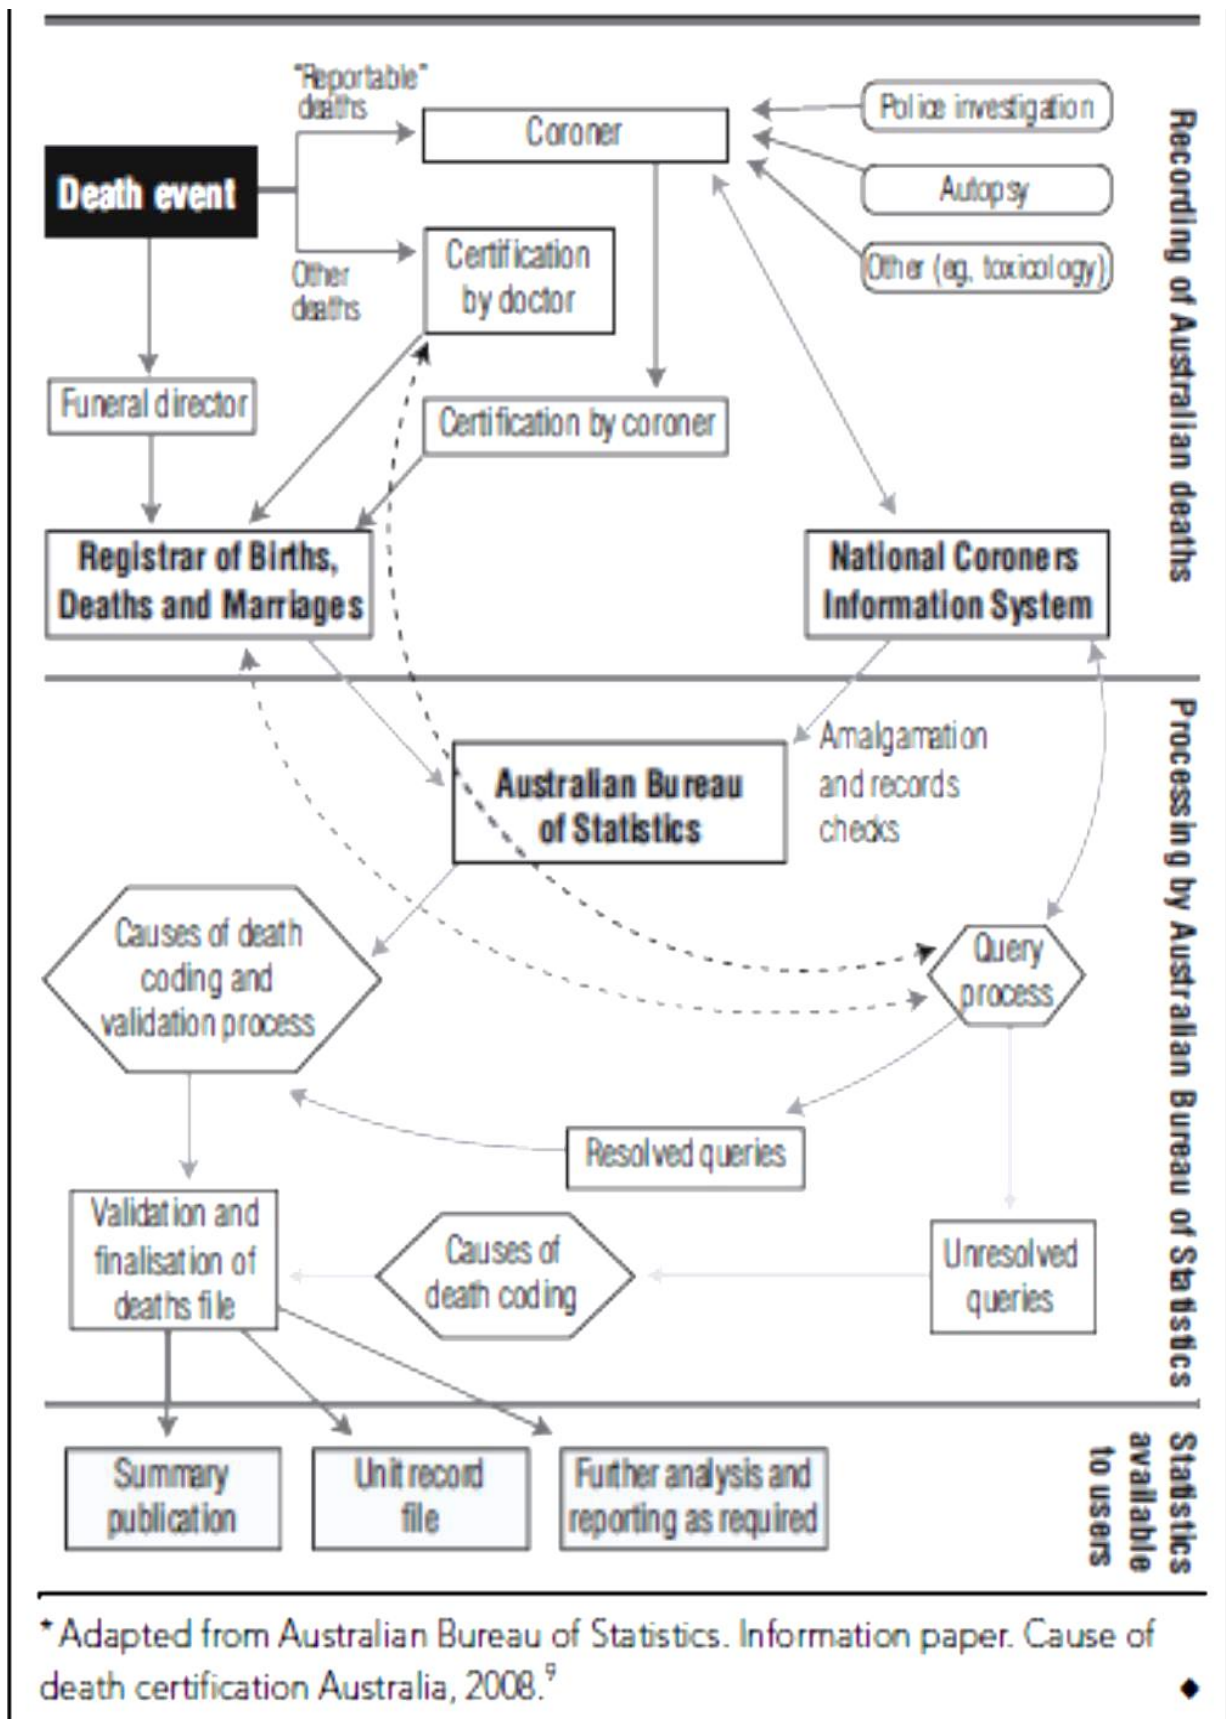 "Reportable"
deaths
Coroner
Police investigation
Death event
Autopsy
Certification
by doctor
Other
deaths
Other (eg, toxicology)
Funeral director
Certification by coroner
Registrar of Births,
Deaths and Marriages
National Coroners
Information System
Recording of Australian deaths
Amalgamation
and records
checks
Australian Bureau
of Statistics
Causes of death
coding and
validation process
Query
process
Resolved queries
Validation and
finalisation of
deaths file
Causes of
death coding
Unresolved
queries
Processing by Australian Bureau of Statistics
Summary
publication
Unit record
file
Further analysis and
reporting as required
Statistics
available
to users
* Adapted from Australian Bureau of Statistics. Information paper. Cause of
death certification Australia, 2008.⁹